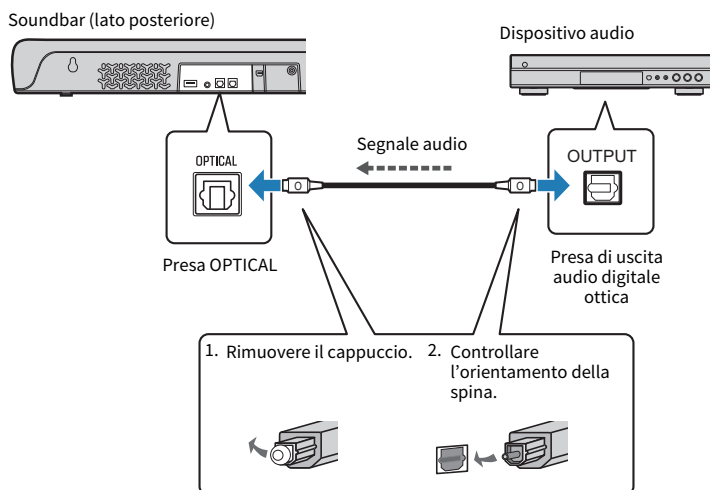 Soundbar (lato posteriore)
Dispositivo audio
Segnale audio
OPTICAL
OUTPUT
Presa OPTICAL
Presa di uscita
audio digitale
ottica
1. Rimuovere il cappuccio.
2. Controllare
l'orientamento della
spina.